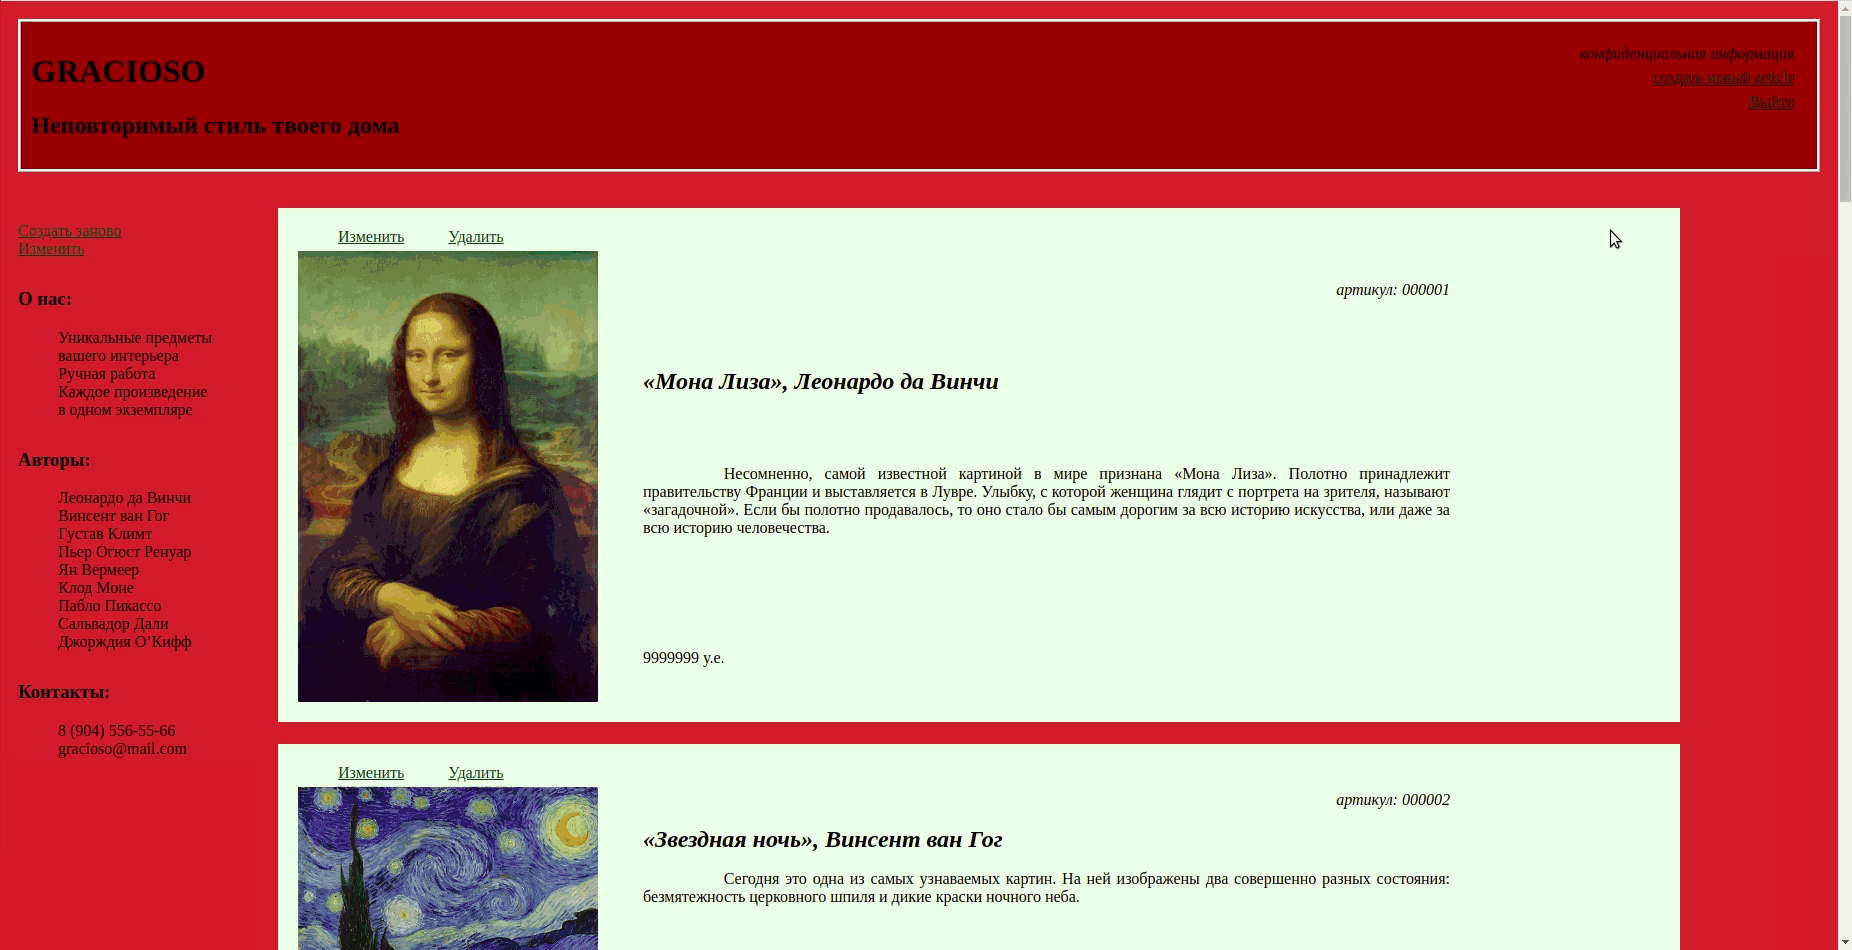 GRACIOSO
Неповторимый стиль твоего дома
конфиденциальная информация
создать новый article
Выйти
Создать заново
Изменить
О нас:
Уникальные предметы
вашего интерьера
Ручная работа
Каждое произведение
в одном экземпляре
Авторы:
Леонардо да Винчи
Винсент ван Гог
Густав Климт
Пьер Огюст Ренуар
Ян Вермеер
Клод Моне
Пабло Пикассо
Сальвадор Дали
Джорждия О'Кифф
Контакты:
8 (904) 556-55-66
gracioso@mail.com
Изменить Удалить
артикул: 000001
«Мона Лиза», Леонардо да Винчи
Несомненно, самой известной картиной в мире признана «Мона Лиза». Полотно принадлежит
правительству Франции и выставляется в Лувре. Улыбку, с которой женщина глядит с портрета на зрителя, называют
«загадочной». Если бы полотно продавалось, то оно стало бы самым дорогим за всю историю искусства, или даже за
всю историю человечества.
9999999 у.е.
Изменить Удалить
артикул: 000002
«Звездная ночь», Винсент ван Гог
Сегодня это одна из самых узнаваемых картин. На ней изображены два совершенно разных состояния:
безмятежность церковного шпиля и дикие краски ночного неба.